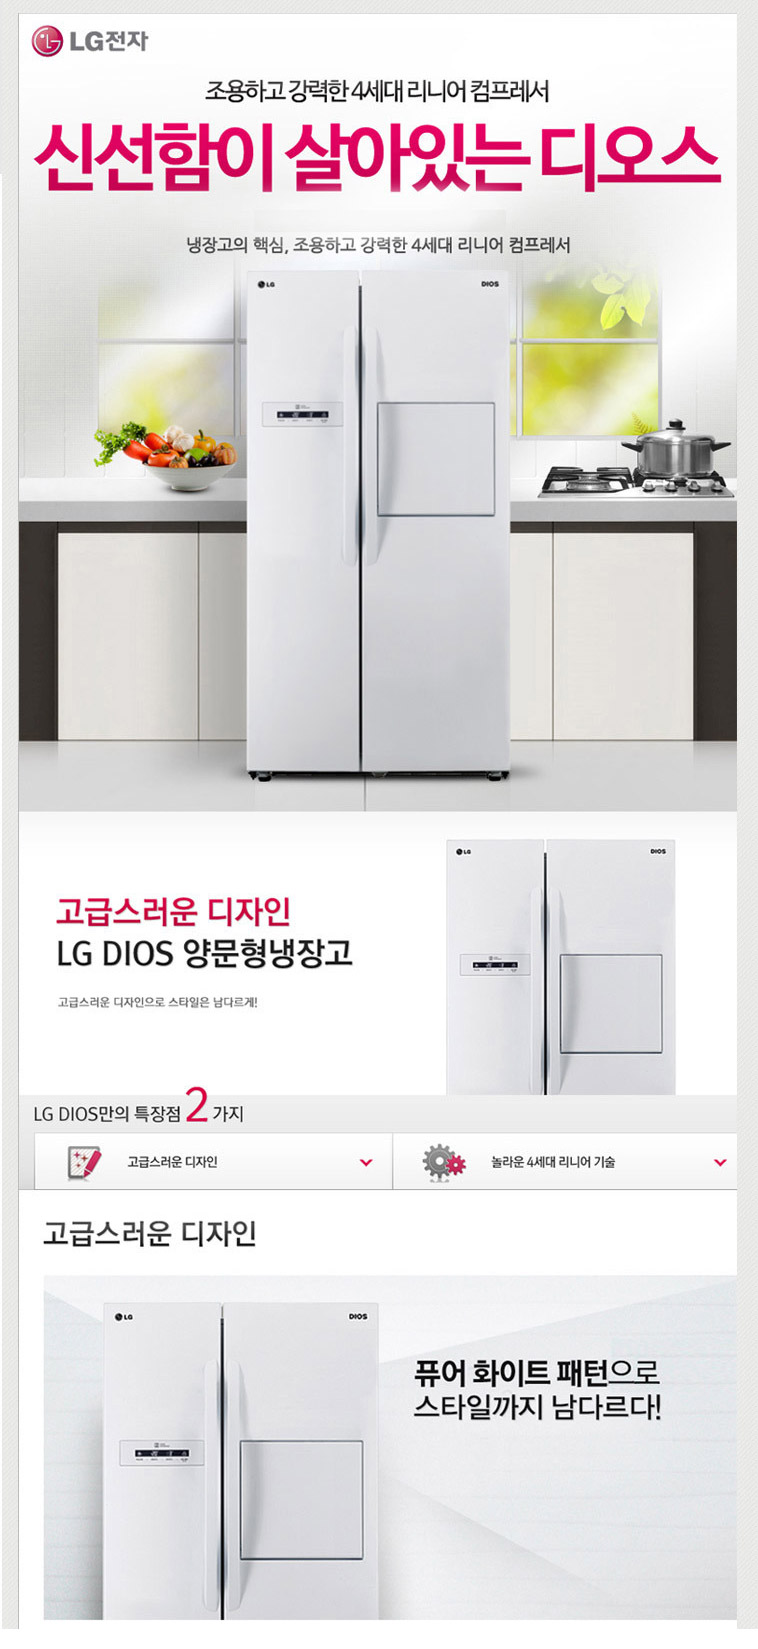 LG전자
조용하고 강력한 4세대 리니어 컴프레서
신선함이 살아있는 디오스
냉장고의 핵심, 조용하고 강력한 4세대 리니어 컴프레서
LG
DIOS
고급스러운 디자인
LG DIOS 양문형냉장고
고급스러운 디자인으로 스타일은 남다르게!
LG
DIOS
LG DIOS만의 특장점 2 가지
고급스러운 디자인
놀라운 4세대 리니어 기술
고급스러운 디자인
LG
DIOS
퓨어 화이트 패턴으로
스타일까지 남다르다!